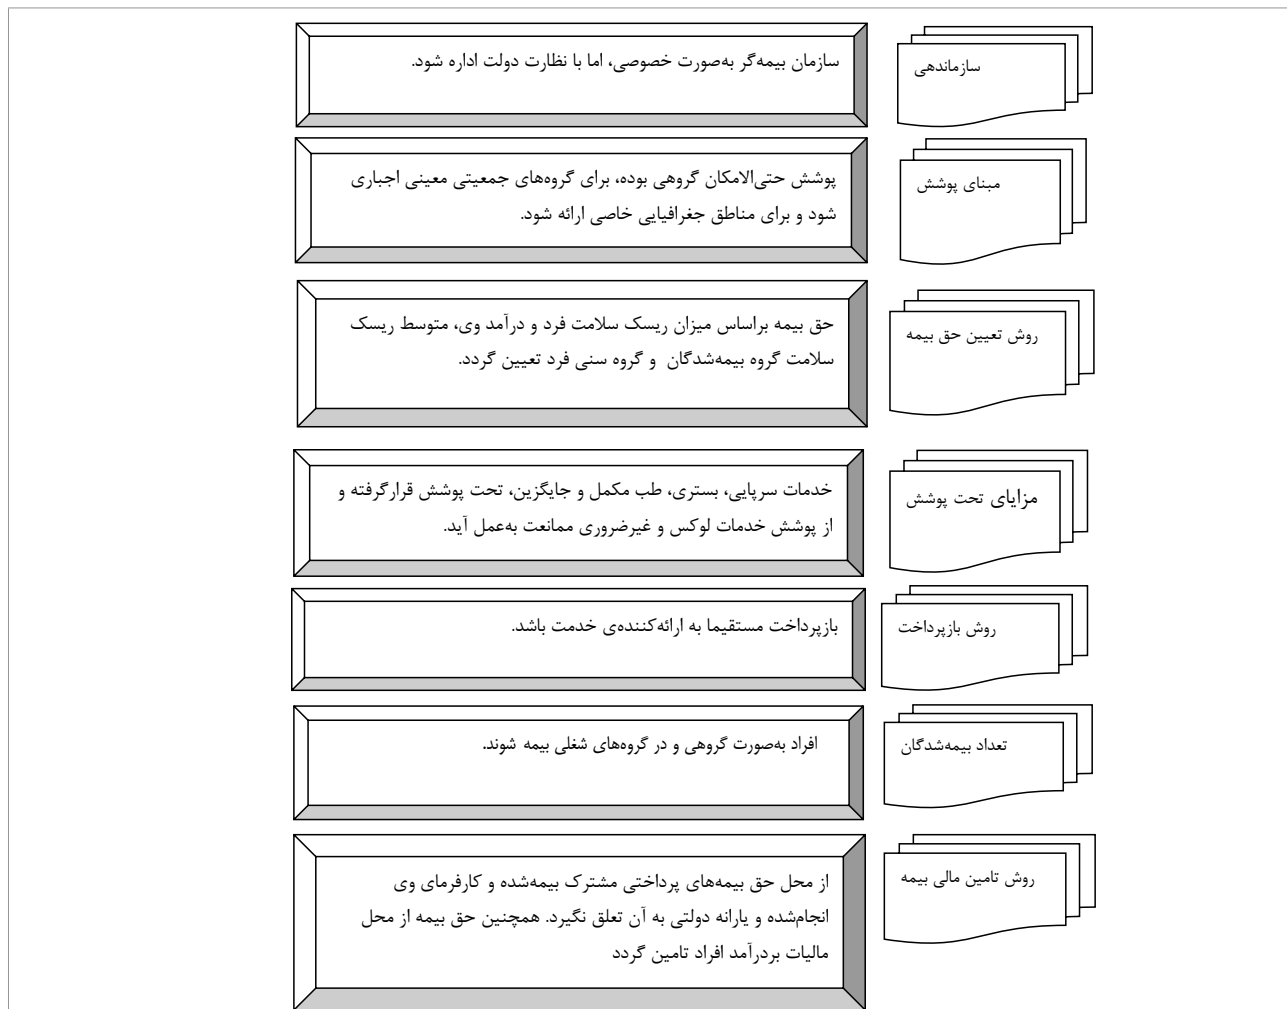 سازماندهی
سازمان بیمه‌گر به‌صورت خصوصی، اما با نظارت دولت اداره شود.
مبنای پوشش
پوشش حتی‌الامکان گروهی بوده، برای گروه‌های جمعیتی معینی اجباری
شود و برای مناطق جغرافیایی خاصی ارائه شود.
روش تعیین حق بیمه
حق بیمه براساس میزان ریسک سلامت فرد و درآمد وی، متوسط ریسک
سلامت گروه بیمه‌شدگان و گروه سنی فرد تعیین گردد.
مزایای تحت پوشش
خدمات سرپایی، بستری، طب مکمل و جایگزین، تحت پوشش قرارگرفته و
از پوشش خدمات لوکس و غیرضروری ممانعت به‌عمل آید.
روش بازپرداخت
بازپرداخت مستقیما به ارائه‌کننده‌ی خدمت باشد.
تعداد بیمه‌شدگان
افراد به‌صورت گروهی و در گروه‌های شغلی بیمه شوند.
روش تامین مالی بیمه
از محل حق بیمه‌های پرداختی مشترک بیمه‌شده و کارفرمای وی
انجام‌شده و یارانه دولتی به آن تعلق نگیرد. همچنین حق بیمه از محل
مالیات بردرآمد افراد تامین گردد